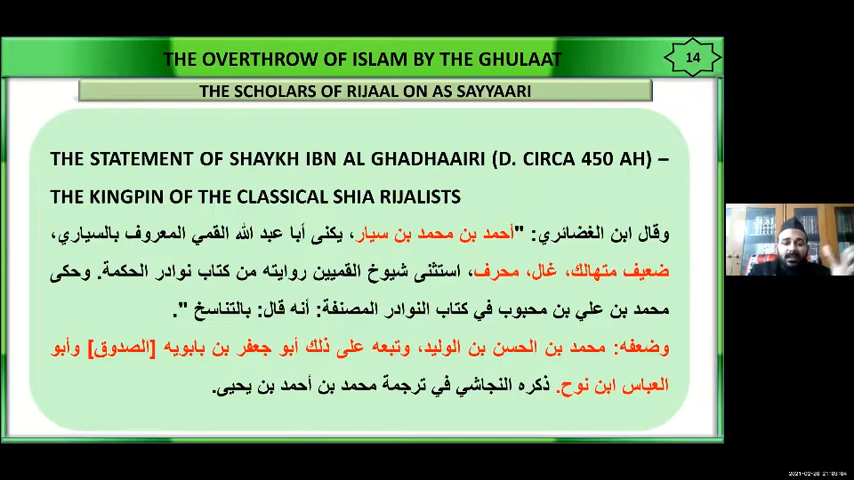 THE OVERTHROW OF ISLAM BY THE GHULAAT
14
THE SCHOLARS OF RIJAAL ON AS SAYYAARI
THE STATEMENT OF SHAYKH IBN AL GHADHAAIRI (D. CIRCA 450 AH) –
THE KINGPIN OF THE CLASSICAL SHIA RIJALISTS
وقال ابن الغضائري: "أحمد بن محمد بن سيار، يكنى أبا عبد الله القمي المعروف بالسياري،
ضعيف متهالك، غال، محرف، استثنى شيوخ القميين روايته من كتاب نوادر الحكمة. وحكى
محمد بن علي بن محبوب في كتاب النوادر المصنفة: أنه قال: بالتناسخ ".
وضعفه: محمد بن الحسن بن الوليد، وتبعه على ذلك أبو جعفر بن بابويه [الصدوق] وأبو
العباس ابن نوح. ذكره النجاشي في ترجمة محمد بن أحمد بن يحيى.